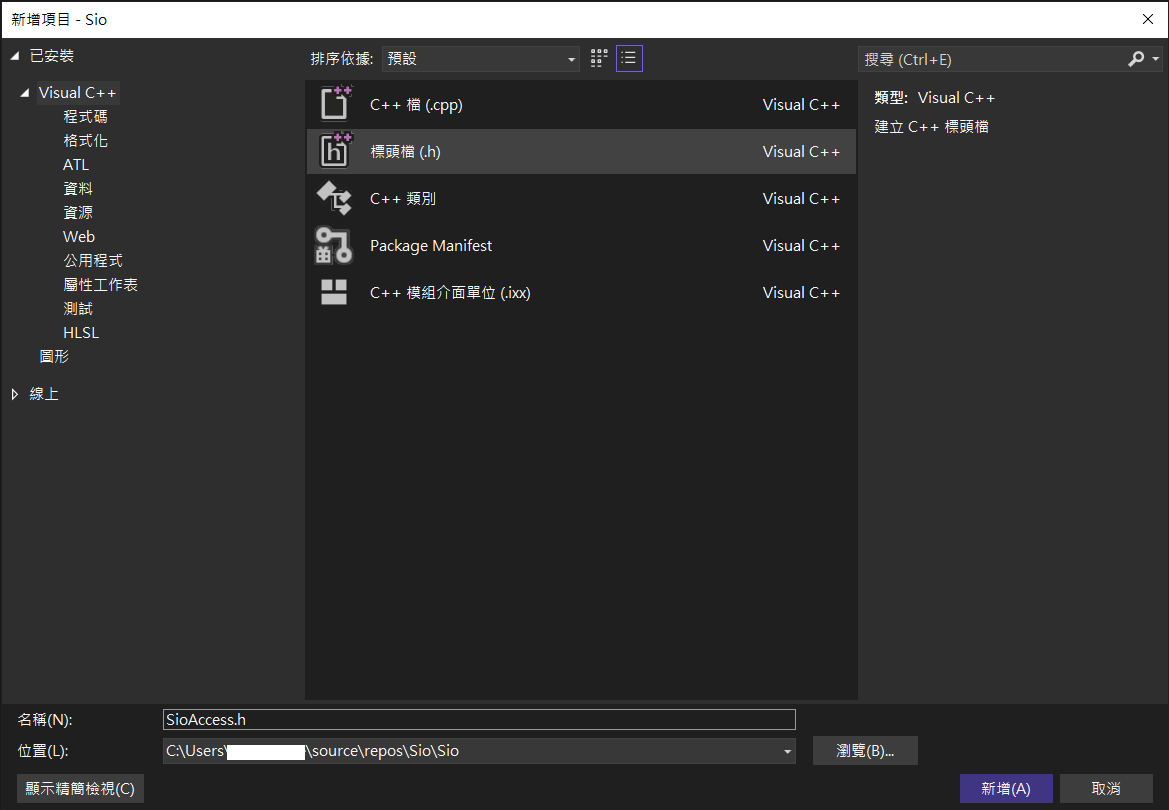 新增項目 - Sio
已安裝
Visual C++
程式碼
格式化
ATL
資料
資源
Web
公用程式
屬性工作表
測試
HLSL
圖形
線上
排序依據: 預設
C++ 檔 (.cpp) Visual C++
標頭檔 (.h) Visual C++
C++ 類別 Visual C++
Package Manifest Visual C++
C++ 模組介面單位 (.ixx) Visual C++
搜尋 (Ctrl+E)
類型: Visual C++
建立 C++ 標頭檔
名稱(N): SioAccess.h
位置(L): C:\Users\ \source\repos\Sio\Sio 瀏覽(B)...
顯示精簡檢視(C) 新增(A) 取消